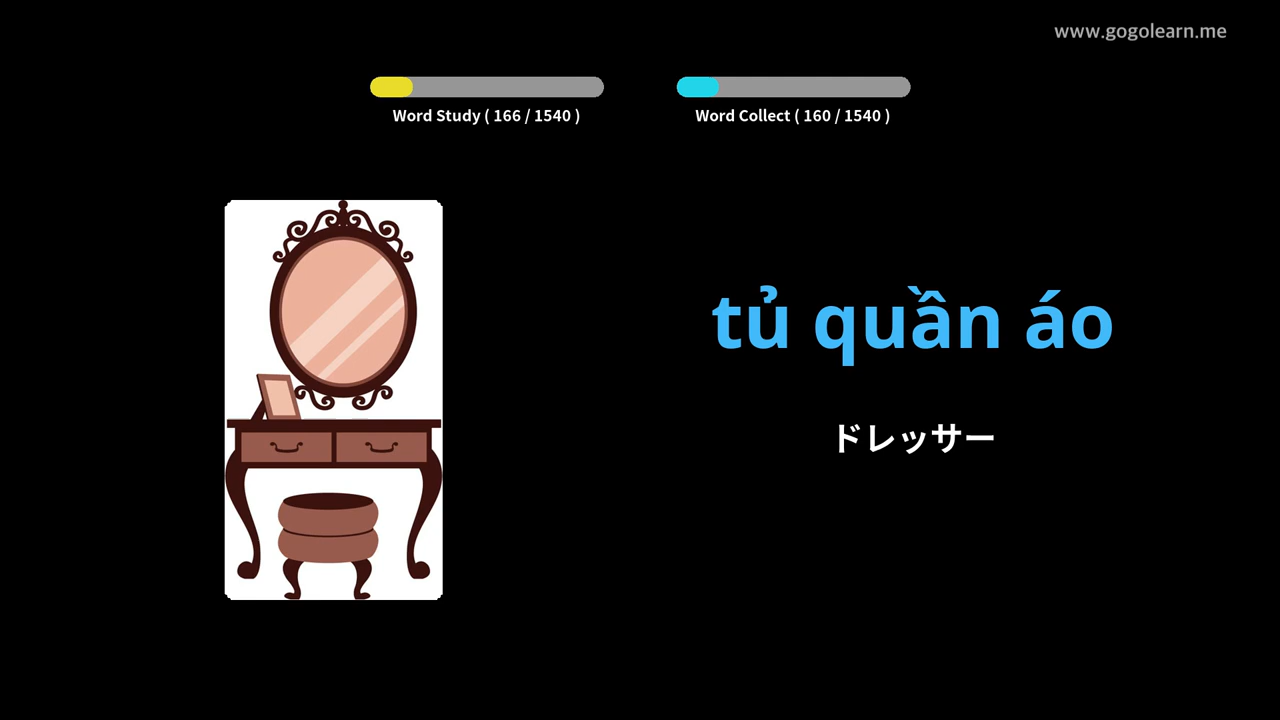 www.gogolearn.me
Word Study ( 166 / 1540 )
Word Collect ( 160 / 1540 )
tủ quần áo
ドレッサー